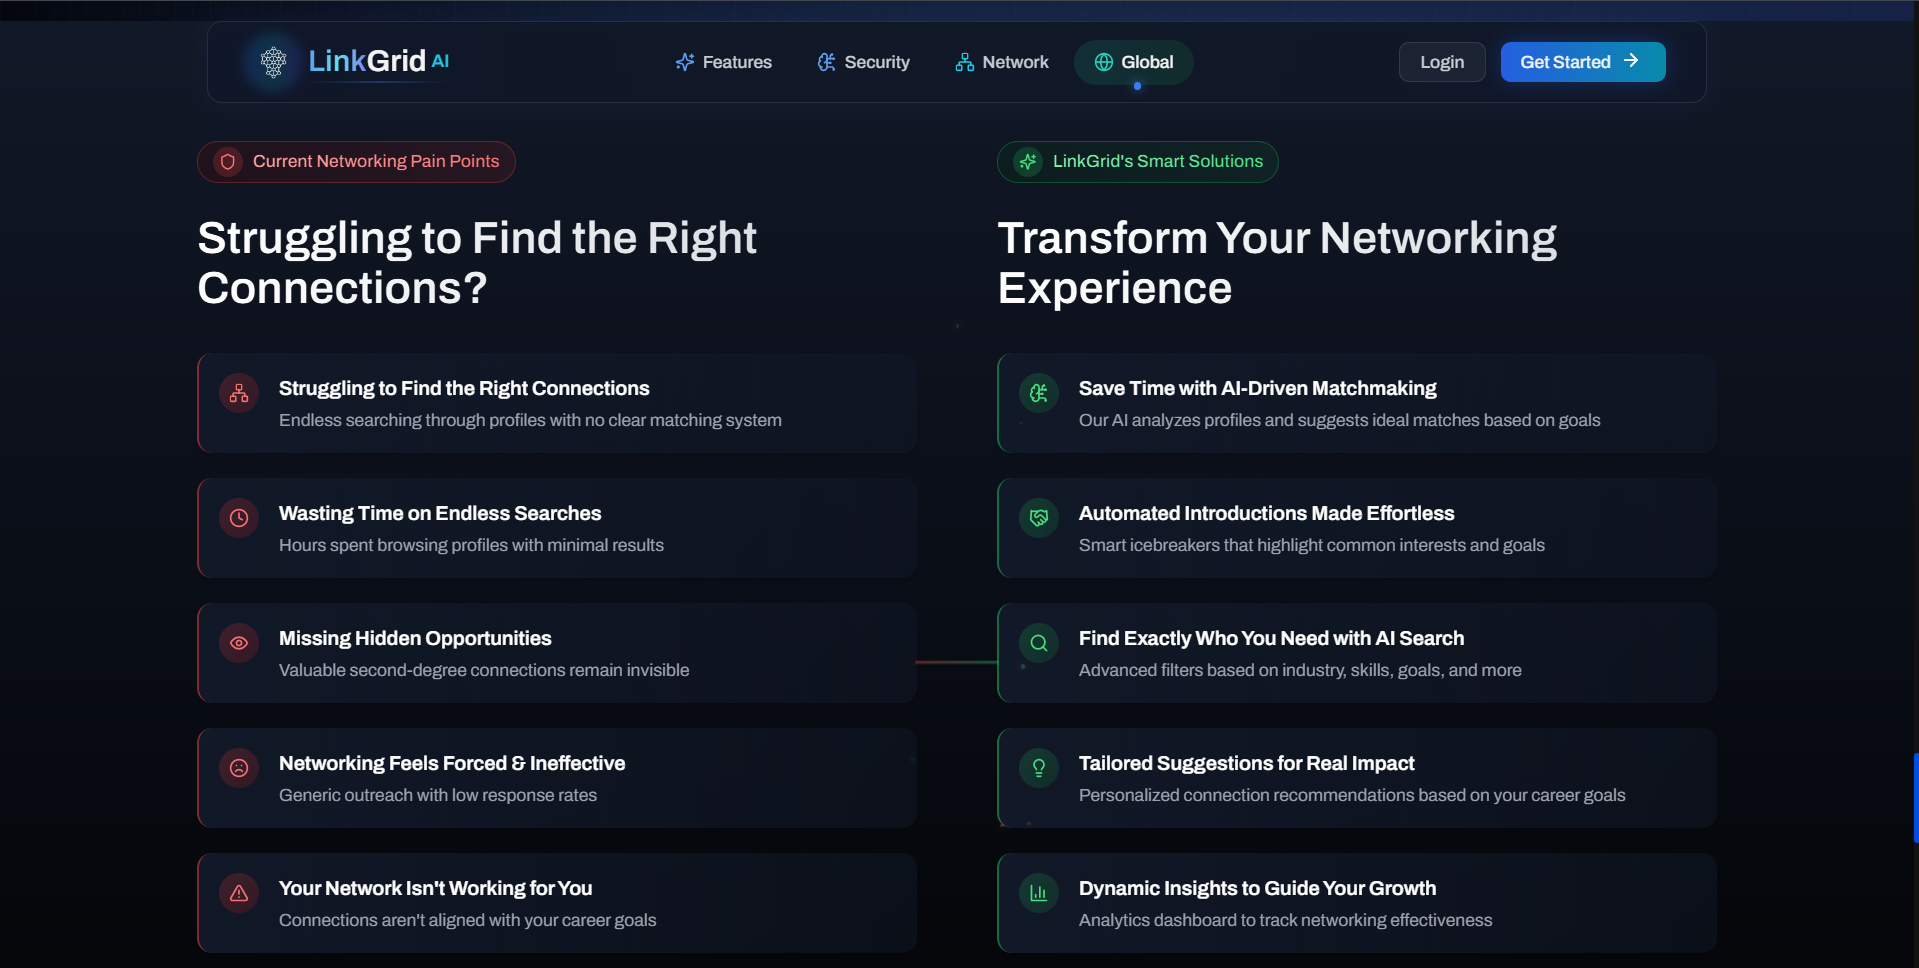 LinkGrid AI
Features
Security
Network
Global
Login
Get Started
Current Networking Pain Points
Struggling to Find the Right
Connections?
Struggling to Find the Right Connections
Endless searching through profiles with no clear matching system
Wasting Time on Endless Searches
Hours spent browsing profiles with minimal results
Missing Hidden Opportunities
Valuable second-degree connections remain invisible
Networking Feels Forced & Ineffective
Generic outreach with low response rates
Your Network Isn't Working for You
Connections aren't aligned with your career goals
LinkGrid's Smart Solutions
Transform Your Networking
Experience
Save Time with AI-Driven Matchmaking
Our AI analyzes profiles and suggests ideal matches based on goals
Automated Introductions Made Effortless
Smart icebreakers that highlight common interests and goals
Find Exactly Who You Need with AI Search
Advanced filters based on industry, skills, goals, and more
Tailored Suggestions for Real Impact
Personalized connection recommendations based on your career goals
Dynamic Insights to Guide Your Growth
Analytics dashboard to track networking effectiveness